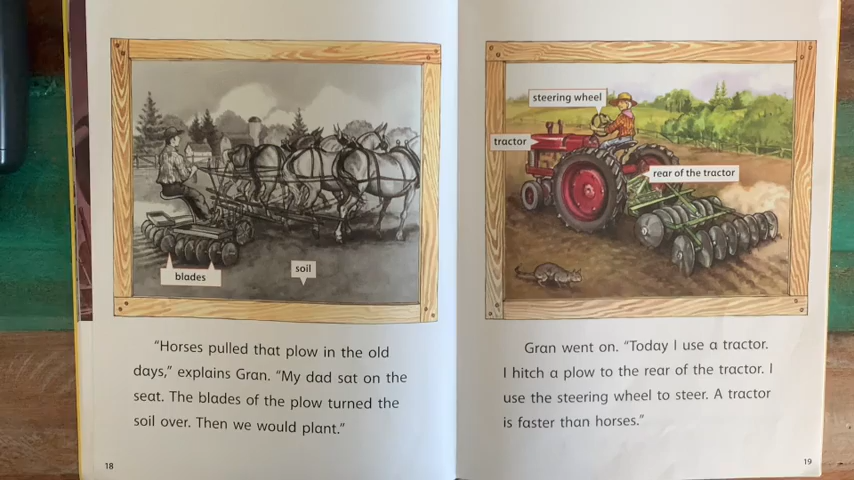 blades
soil
"Horses pulled that plow in the old
days," explains Gran. "My dad sat on the
seat. The blades of the plow turned the
soil over. Then we would plant."
18
steering wheel
tractor
rear of the tractor
Gran went on. "Today I use a tractor.
I hitch a plow to the rear of the tractor. I
use the steering wheel to steer. A tractor
is faster than horses."
19